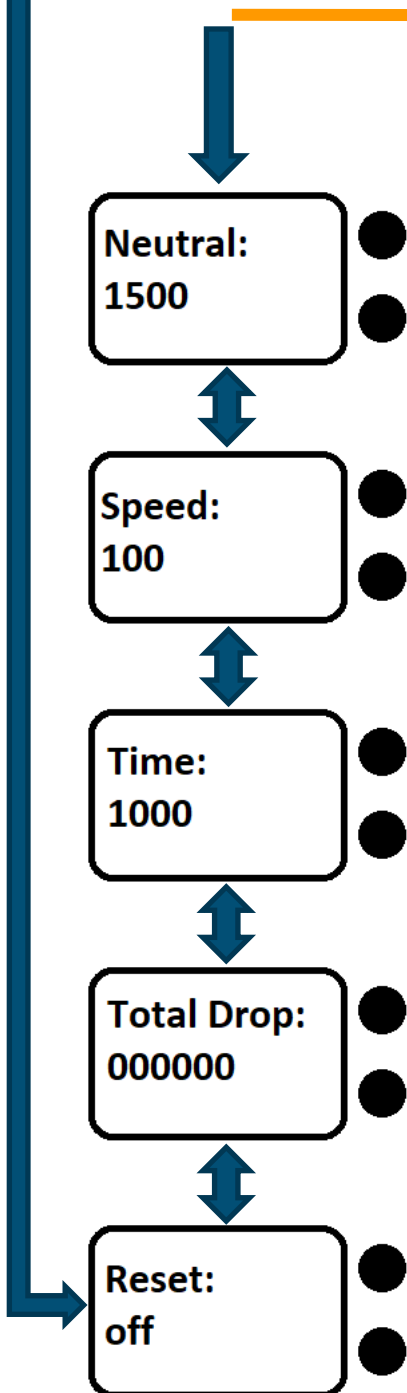 Neutral:
1500
Speed:
100
Time:
1000
Total Drop:
000000
Reset:
off